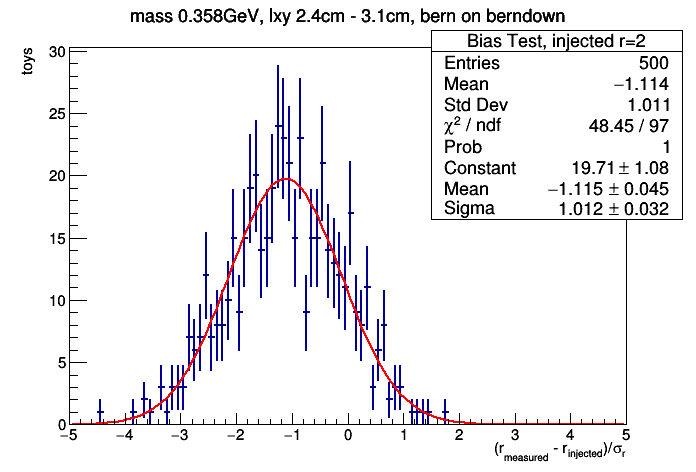 mass 0.358GeV, lxy 2.4cm - 3.1cm, bern on berndown
toys
Bias Test, injected r=2
Entries 500
Mean −1.114
Std Dev 1.011
χ² / ndf 48.45 / 97
Prob 1
Constant 19.71 ± 1.08
Mean −1.115 ± 0.045
Sigma 1.012 ± 0.032
30
25
20
15
10
5
0
−5 −4 −3 −2 −1 0 1 2 3 4 5
(r_measured - r_injected)/σ_r